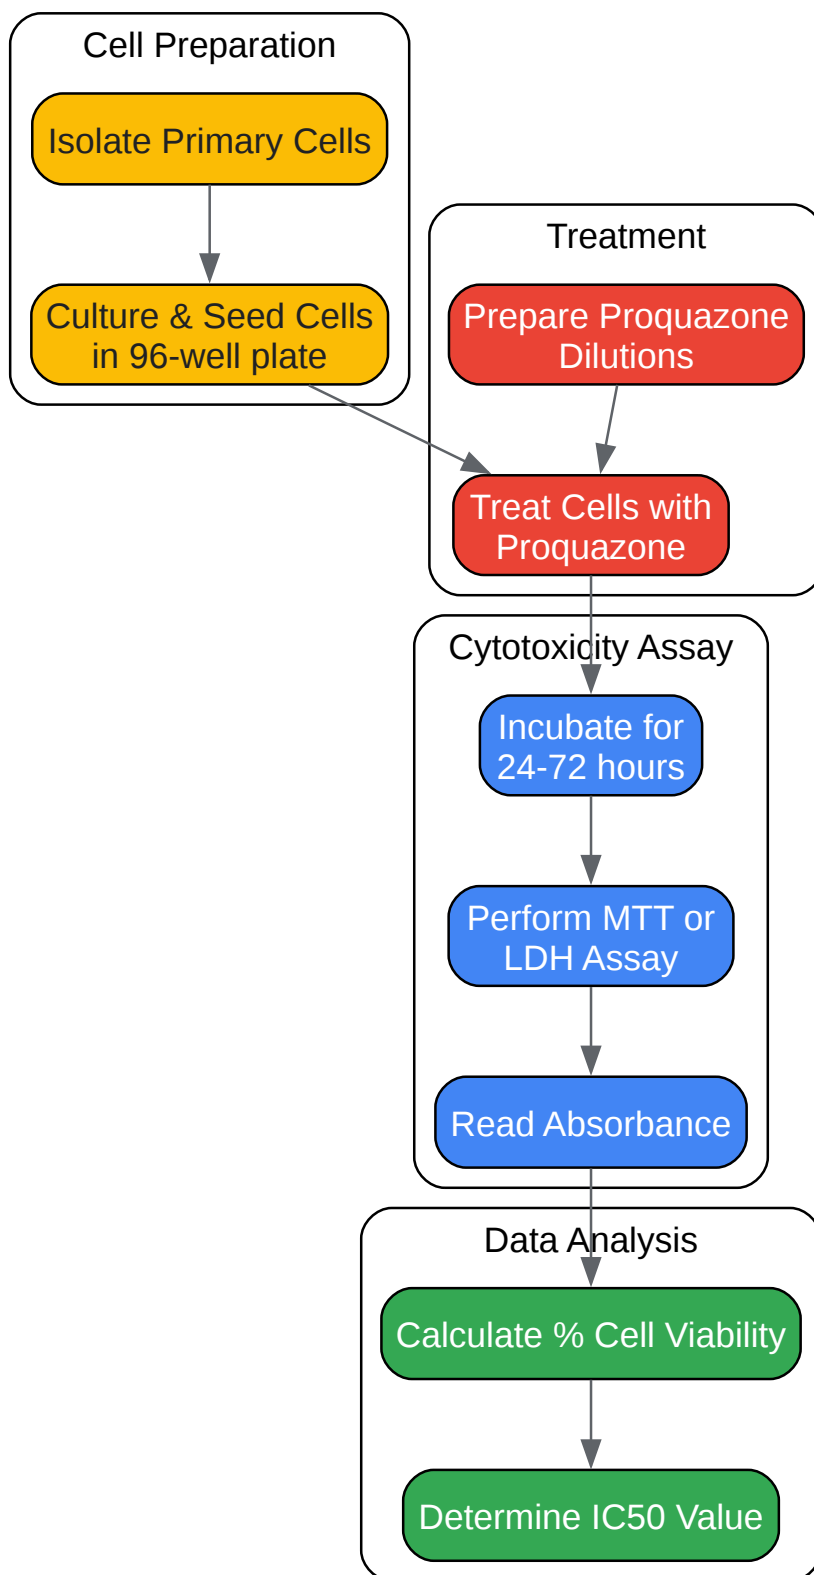 Cell Preparation
Isolate Primary Cells
Culture & Seed Cells
in 96-well plate
Treatment
Prepare Proquazone
Dilutions
Treat Cells with
Proquazone
Cytotoxicity Assay
Incubate for
24-72 hours
Perform MTT or
LDH Assay
Read Absorbance
Data Analysis
Calculate % Cell Viability
Determine IC50 Value